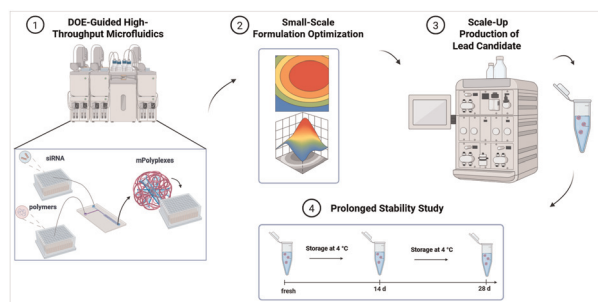 1
DOE-Guided High-
Throughput Microfluidics
siRNA
polymers
mPolyplexes
2
Small-Scale
Formulation Optimization
3
Scale-Up
Production of
Lead Candidate
4 Prolonged Stability Study
Storage at 4 °C
Storage at 4 °C
fresh
14 d
28 d